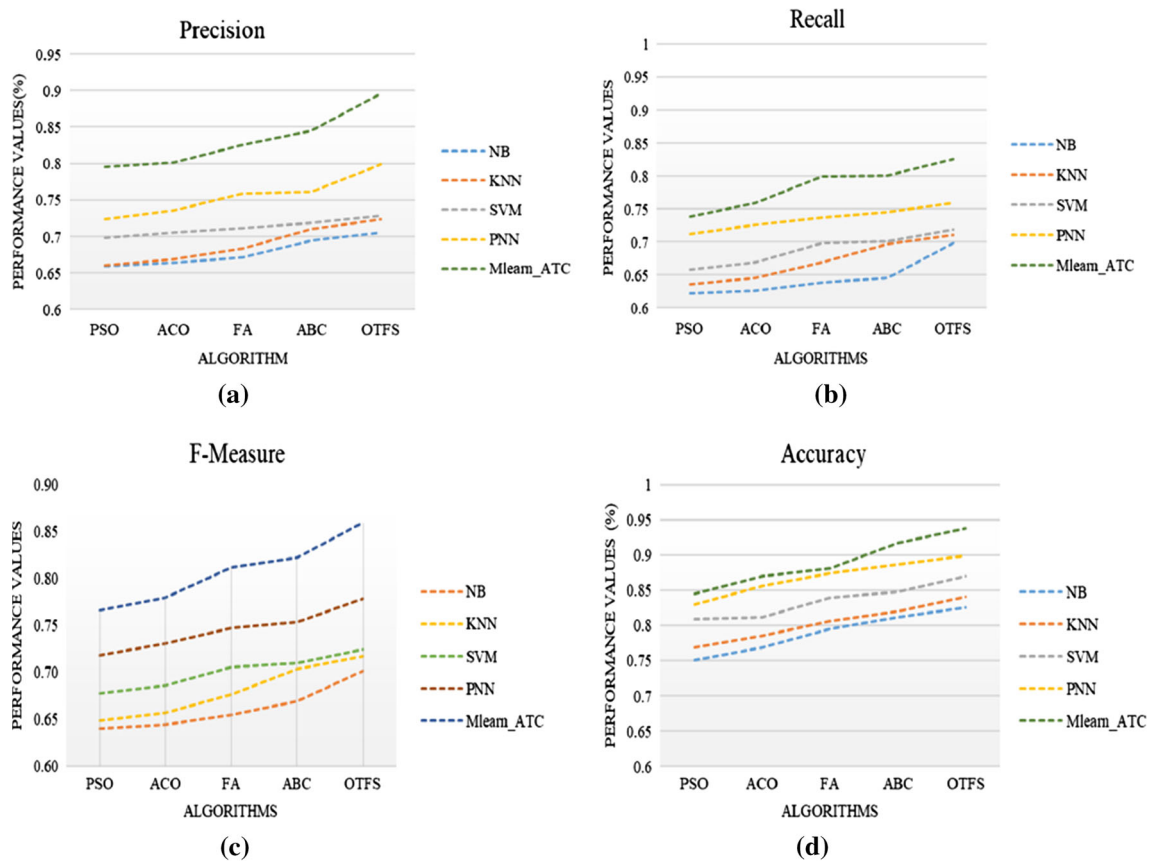 Precision
0.95
0.9
0.85
0.8
0.75
0.7
0.65
0.6
PERFORMANCE VALUES(%)
PSO ACO FA ABC OTFS
ALGORITHM
NB
KNN
SVM
PNN
Mlearn_ATC
(a)
Recall
1
0.95
0.9
0.85
0.8
0.75
0.7
0.65
0.6
PERFORMANCE VALUES
PSO ACO FA ABC OTFS
ALGORITHMS
NB
KNN
SVM
PNN
Mlearn_ATC
(b)
F-Measure
0.90
0.85
0.80
0.75
0.70
0.65
0.60
PERFORMANCE VALUES
PSO ACO FA ABC OTFS
ALGORITHMS
NB
KNN
SVM
PNN
Mlearn_ATC
(c)
Accuracy
1
0.95
0.9
0.85
0.8
0.75
0.7
0.65
0.6
PERFORMANCE VALUES (%)
PSO ACO FA ABC OTFS
ALGORITHMS
NB
KNN
SVM
PNN
Mlearn_ATC
(d)